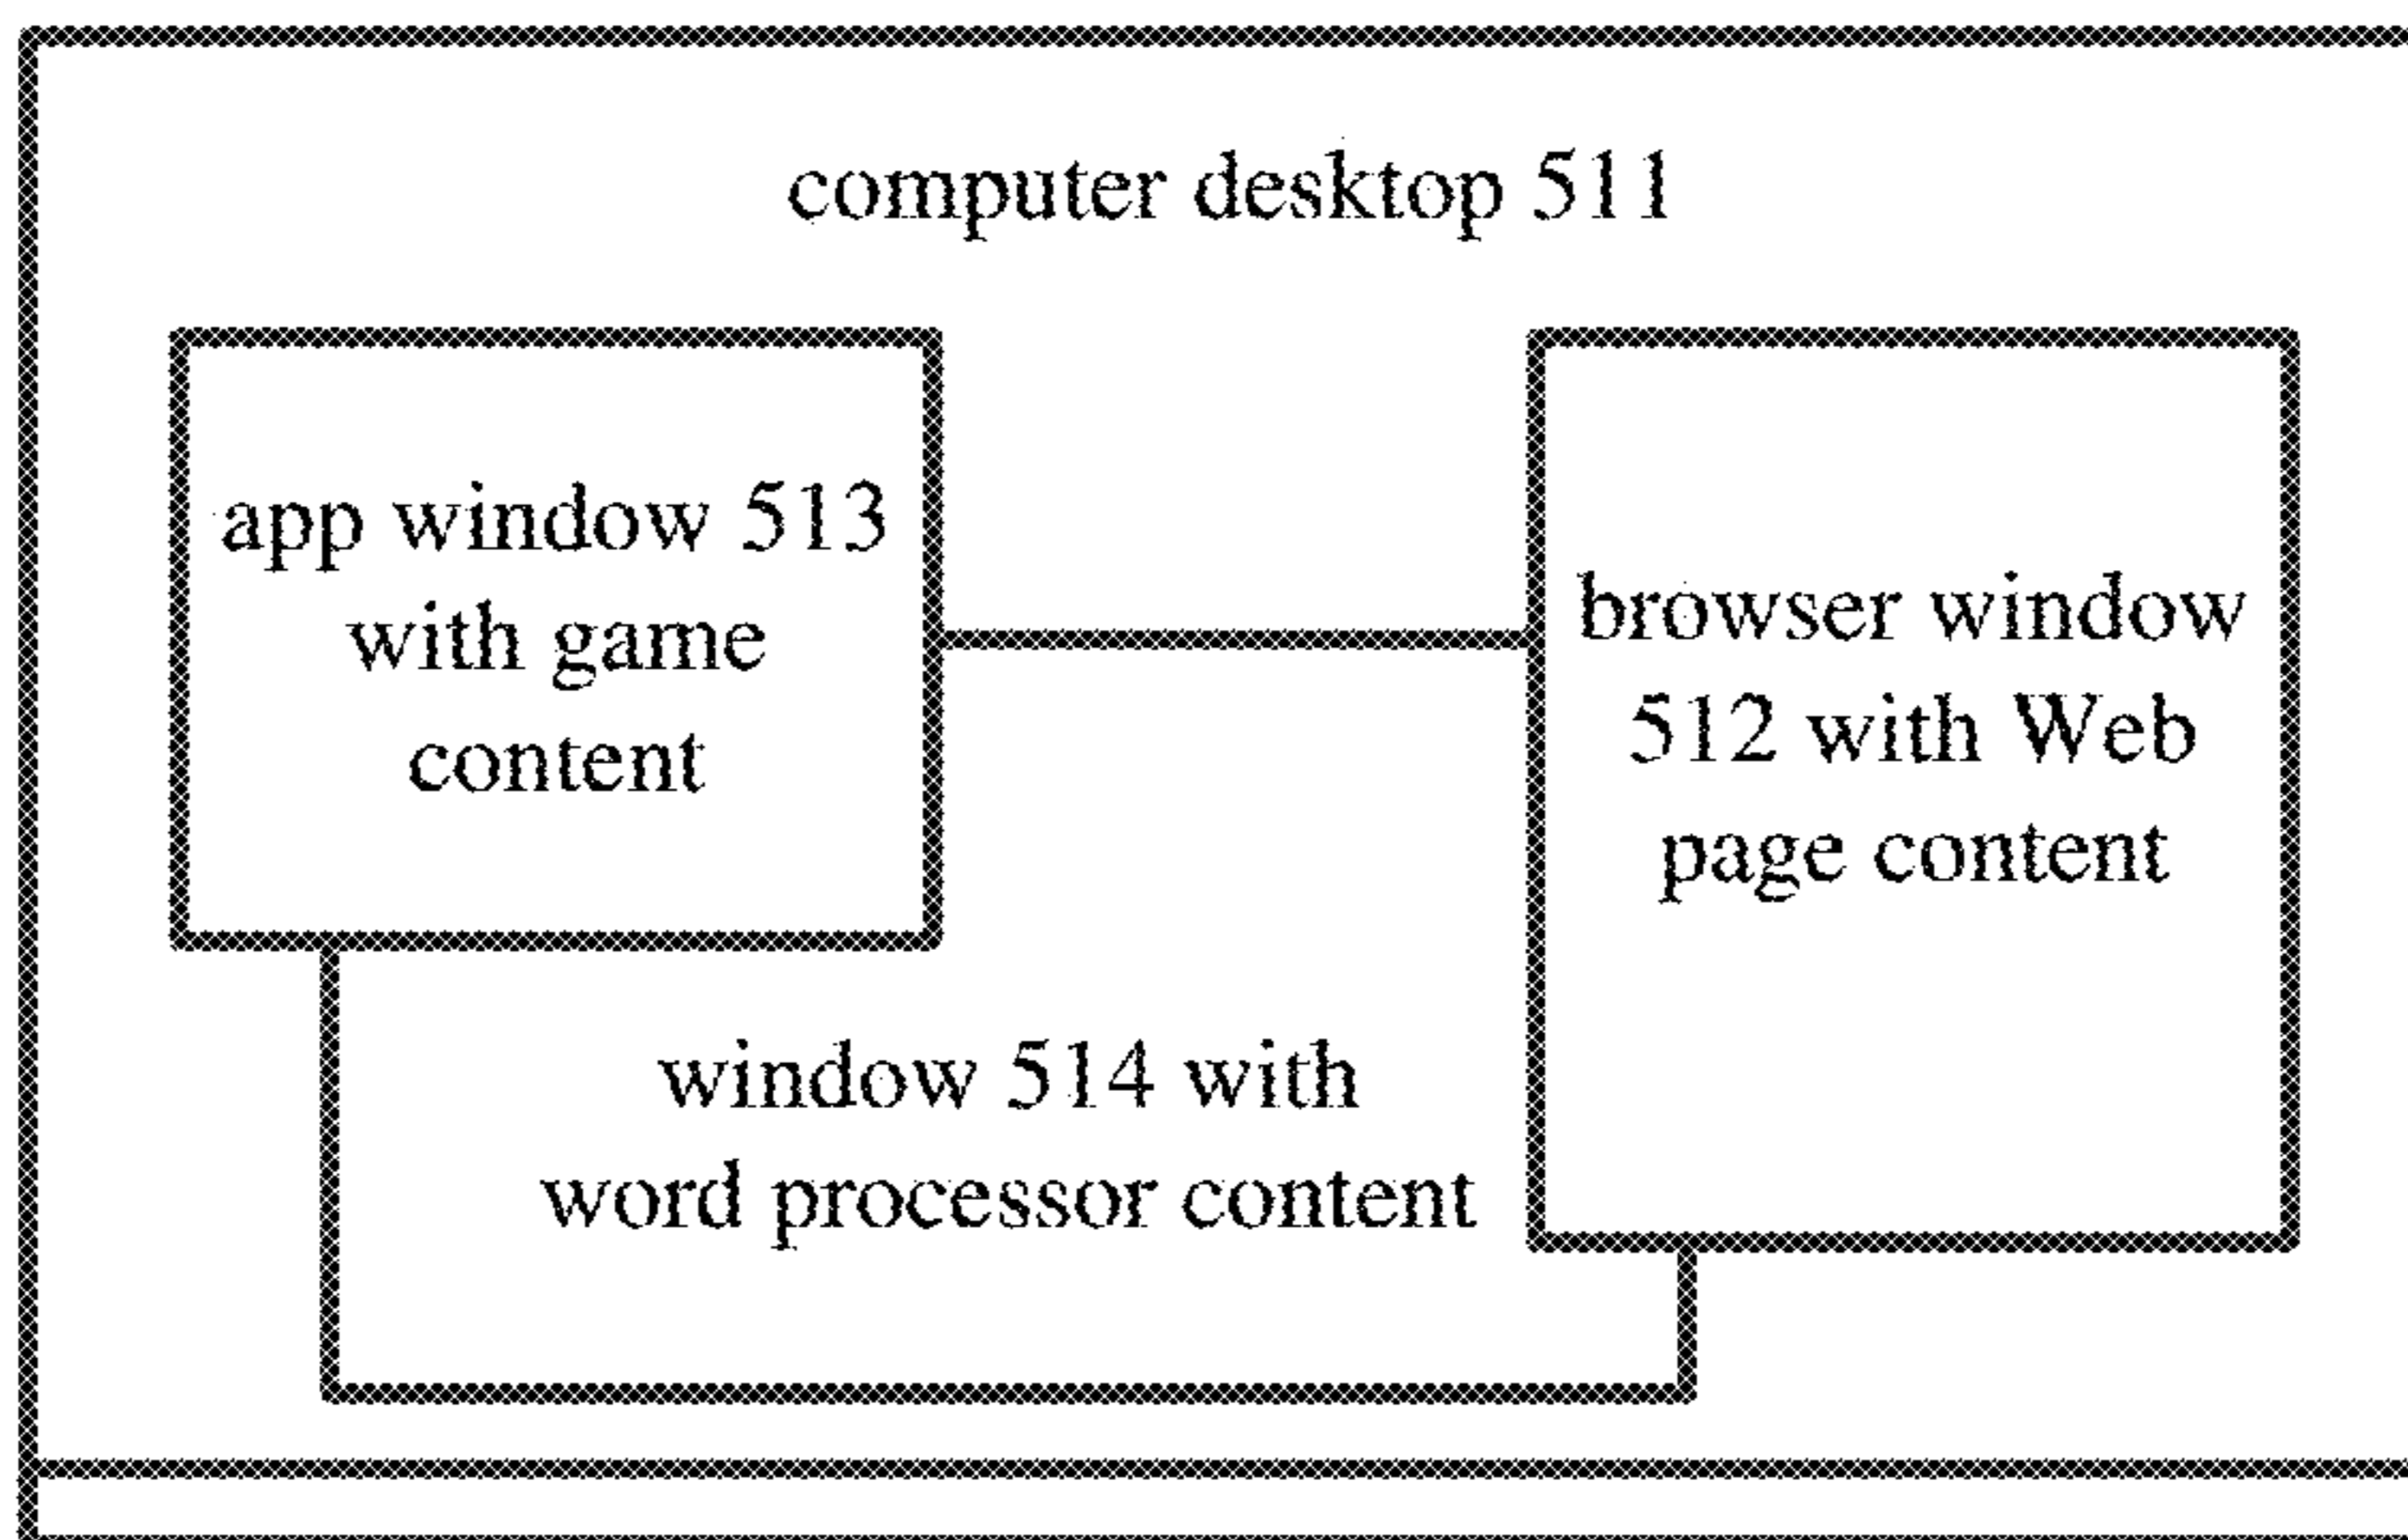 computer desktop 511
app window 513
with game
content
browser window
512 with Web
page content
window 514 with
word processor content